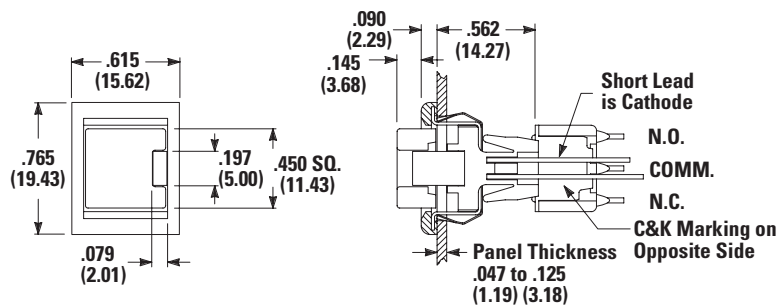 .615
(15.62)
.765
(19.43)
.197
(5.00)
.450 SQ.
(11.43)
.079
(2.01)
.090
(2.29)
.145
(3.68)
.562
(14.27)
Short Lead
is Cathode
N.O.
COMM.
N.C.
C&K Marking on
Opposite Side
Panel Thickness
.047 to .125
(1.19) (3.18)